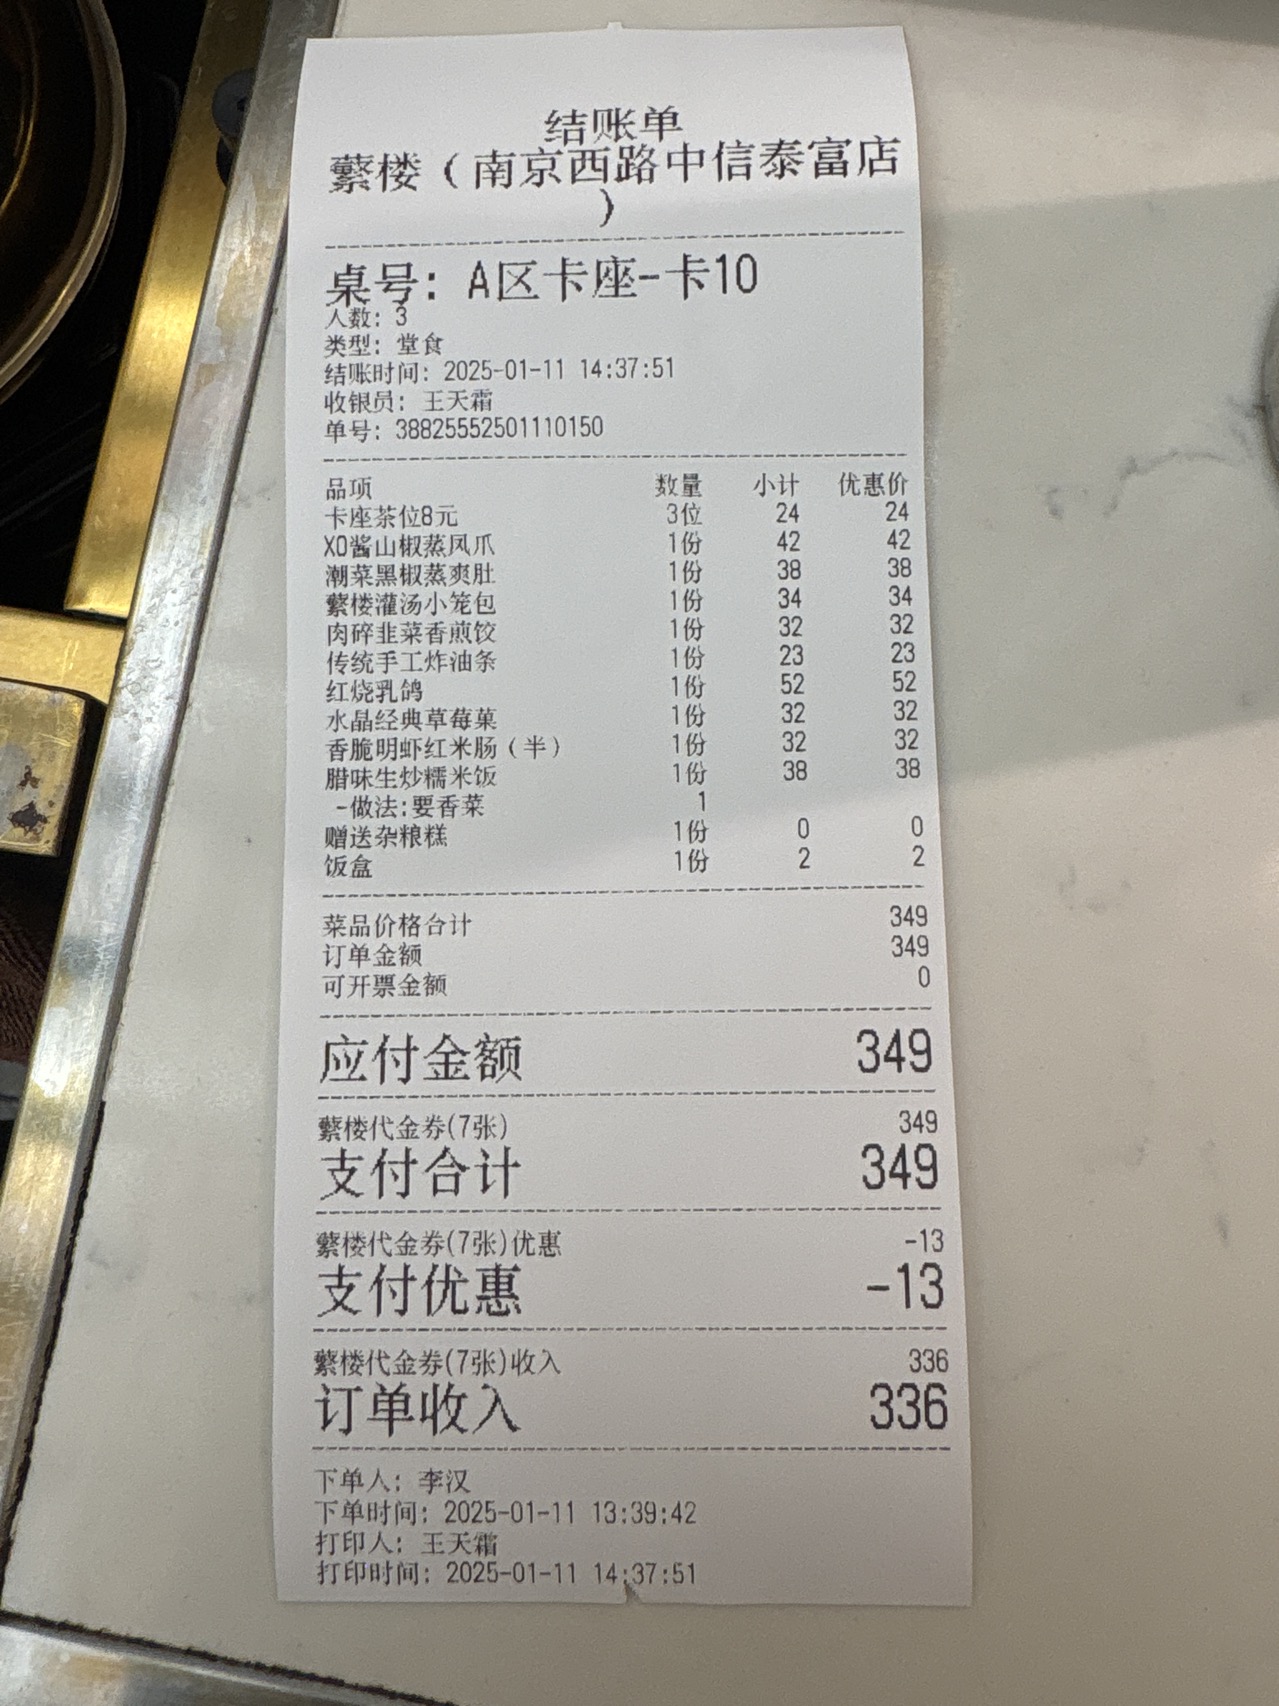 结账单
蘩楼（南京西路中信泰富店
）
桌号: A区卡座-卡10
人数: 3
类型: 堂食
结账时间: 2025-01-11 14:37:51
收银员: 王天霜
单号: 38825552501110150
品项 数量 小计 优惠价
卡座茶位8元 3位 24 24
XO酱山椒蒸凤爪 1份 42 42
潮菜黑椒蒸爽肚 1份 38 38
蘩楼灌汤小笼包 1份 34 34
肉碎韭菜香煎饺 1份 32 32
传统手工炸油条 1份 23 23
红烧乳鸽 1份 52 52
水晶经典草莓菓 1份 32 32
香脆明虾红米肠（半） 1份 32 32
腊味生炒糯米饭 1份 38 38
-做法:要香菜 1
赠送杂粮糕 1份 0 0
饭盒 1份 2 2
菜品价格合计 349
订单金额 349
可开票金额 0
应付金额 349
蘩楼代金券(7张) 349
支付合计 349
蘩楼代金券(7张)优惠 -13
支付优惠 -13
蘩楼代金券(7张)收入 336
订单收入 336
下单人: 李汉
下单时间: 2025-01-11 13:39:42
打印人: 王天霜
打印时间: 2025-01-11 14:37:51